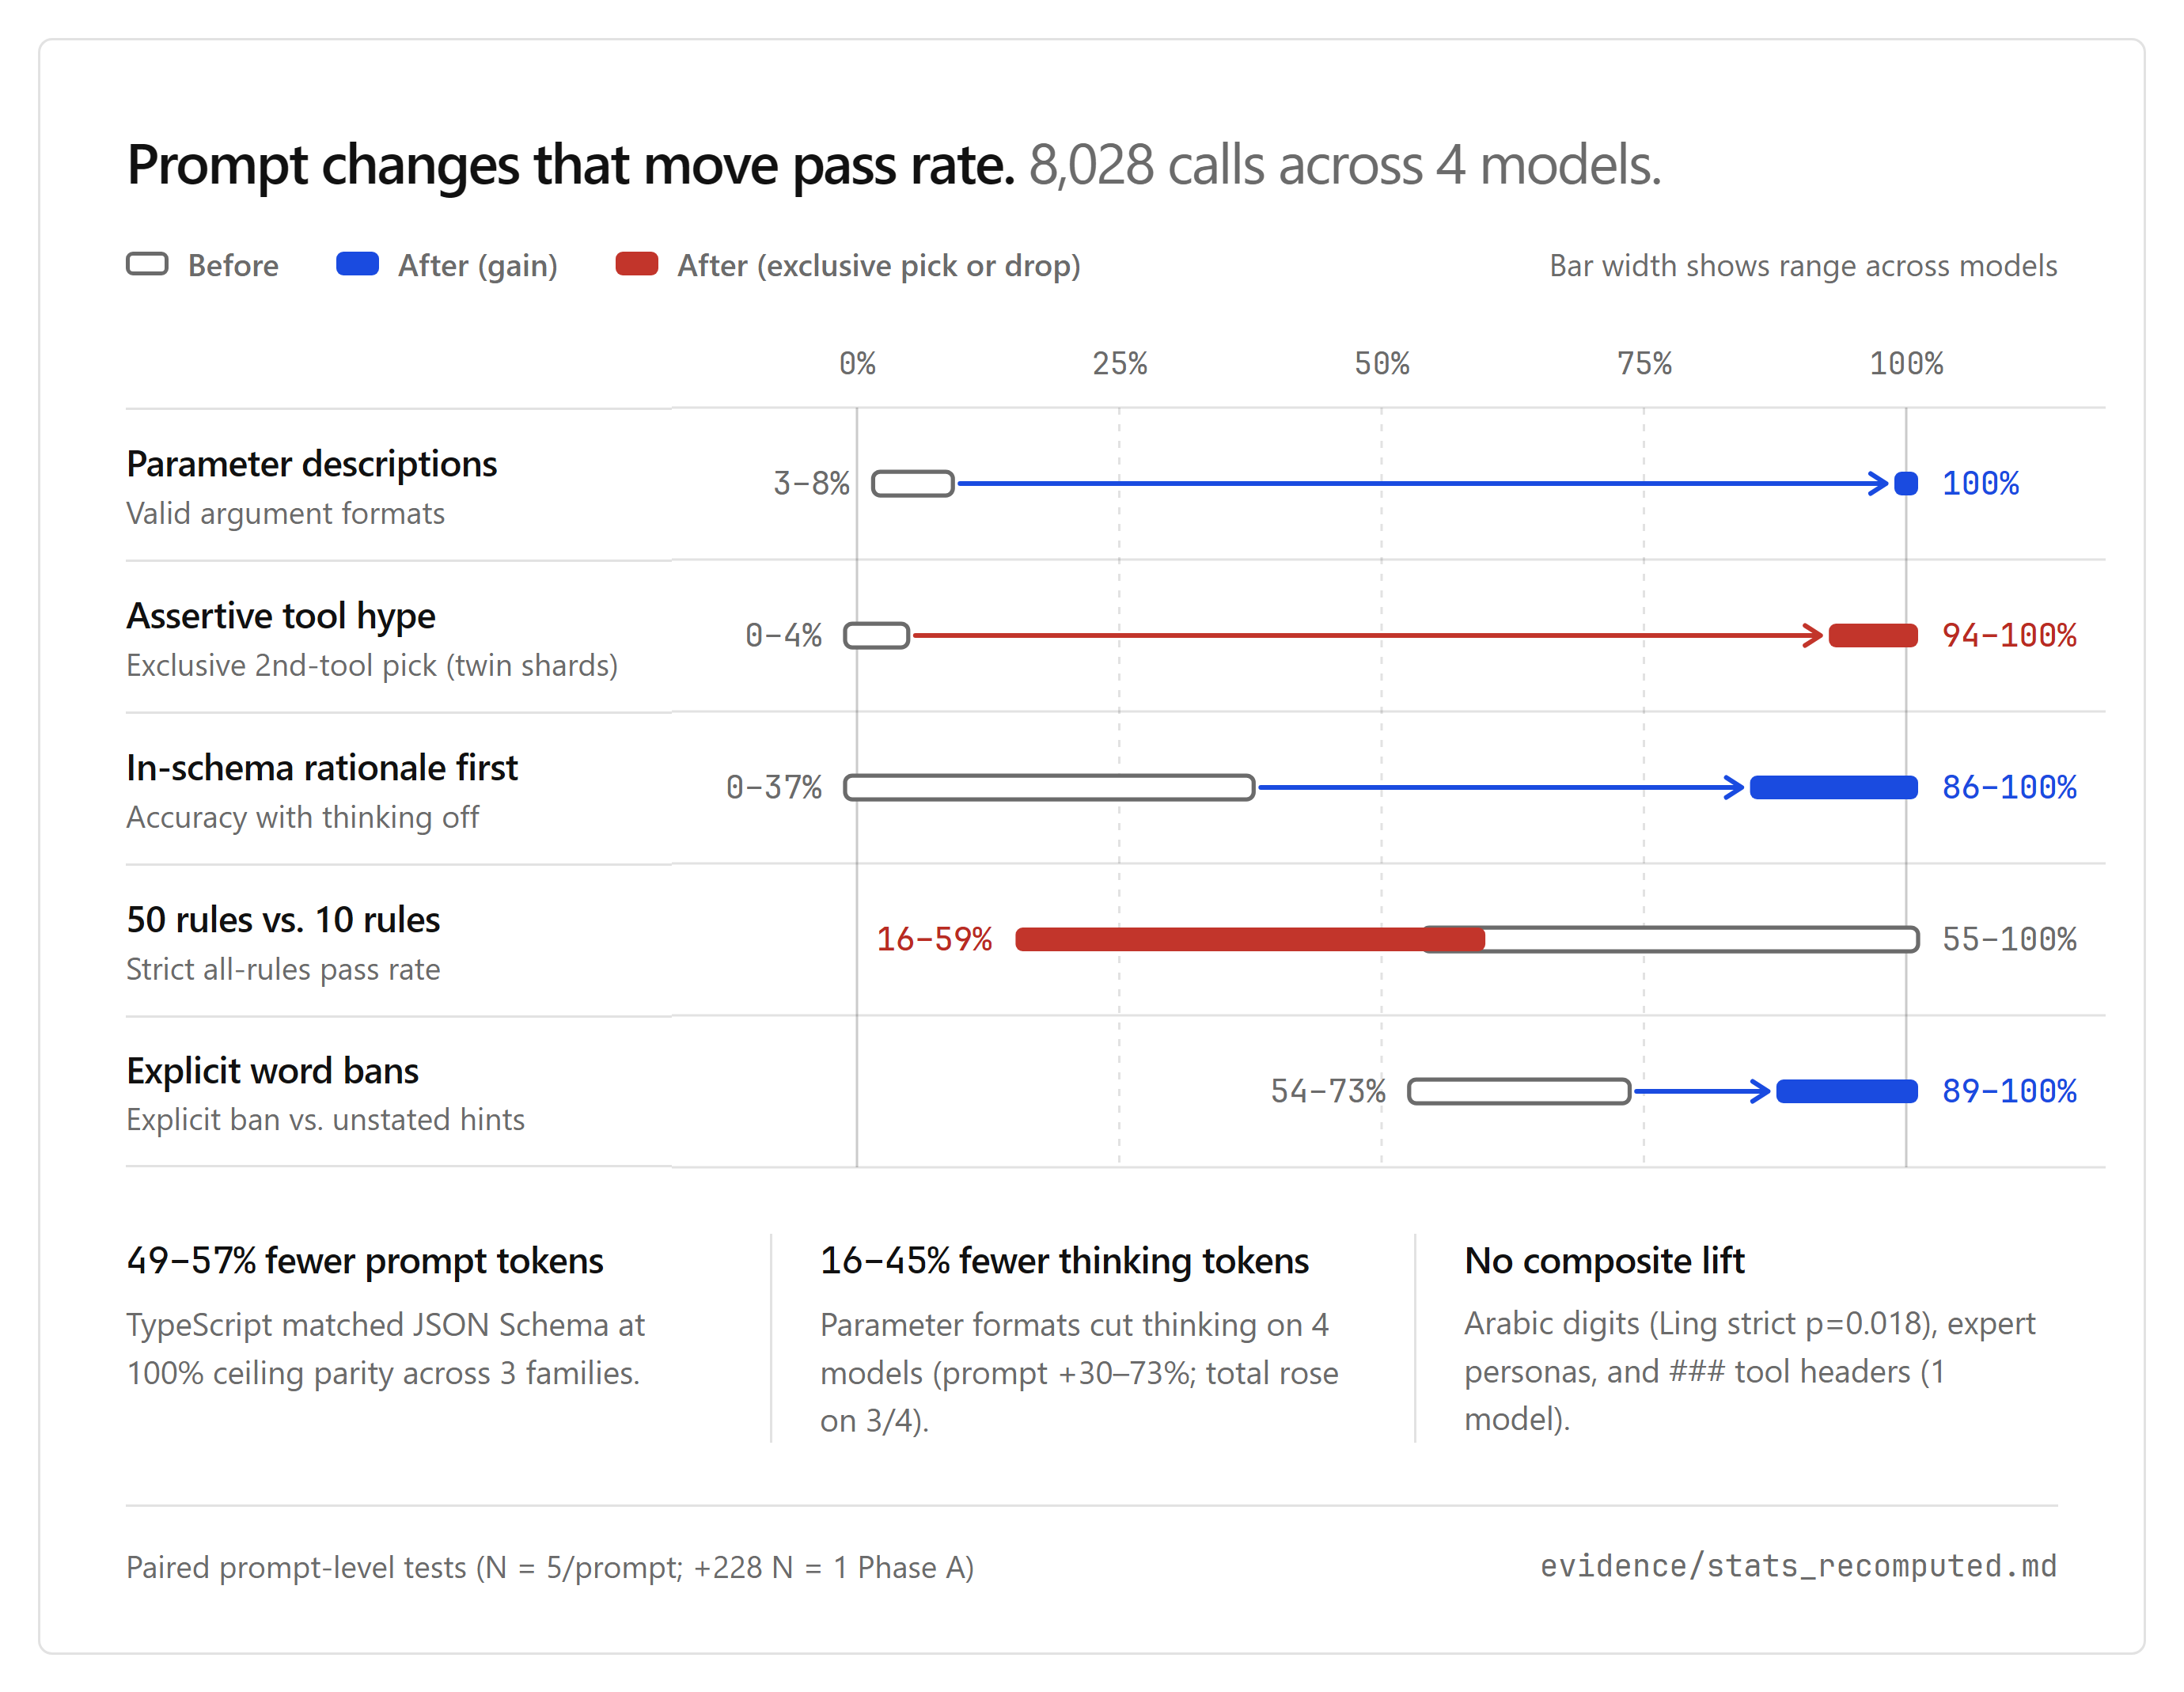 Prompt changes that move pass rate. 8,028 calls across 4 models.
Before
After (gain)
After (exclusive pick or drop)
Bar width shows range across models
0% 25% 50% 75% 100%
Parameter descriptions
Valid argument formats
3–8%
100%
Assertive tool hype
Exclusive 2nd-tool pick (twin shards)
0–4%
94–100%
In-schema rationale first
Accuracy with thinking off
0–37%
86–100%
50 rules vs. 10 rules
Strict all-rules pass rate
16–59%
55–100%
Explicit word bans
Explicit ban vs. unstated hints
54–73%
89–100%
49–57% fewer prompt tokens
TypeScript matched JSON Schema at
100% ceiling parity across 3 families.
16–45% fewer thinking tokens
Parameter formats cut thinking on 4
models (prompt +30–73%; total rose
on 3/4).
No composite lift
Arabic digits (Ling strict p=0.018), expert
personas, and ### tool headers (1
model).
Paired prompt-level tests (N = 5/prompt; +228 N = 1 Phase A)
evidence/stats_recomputed.md